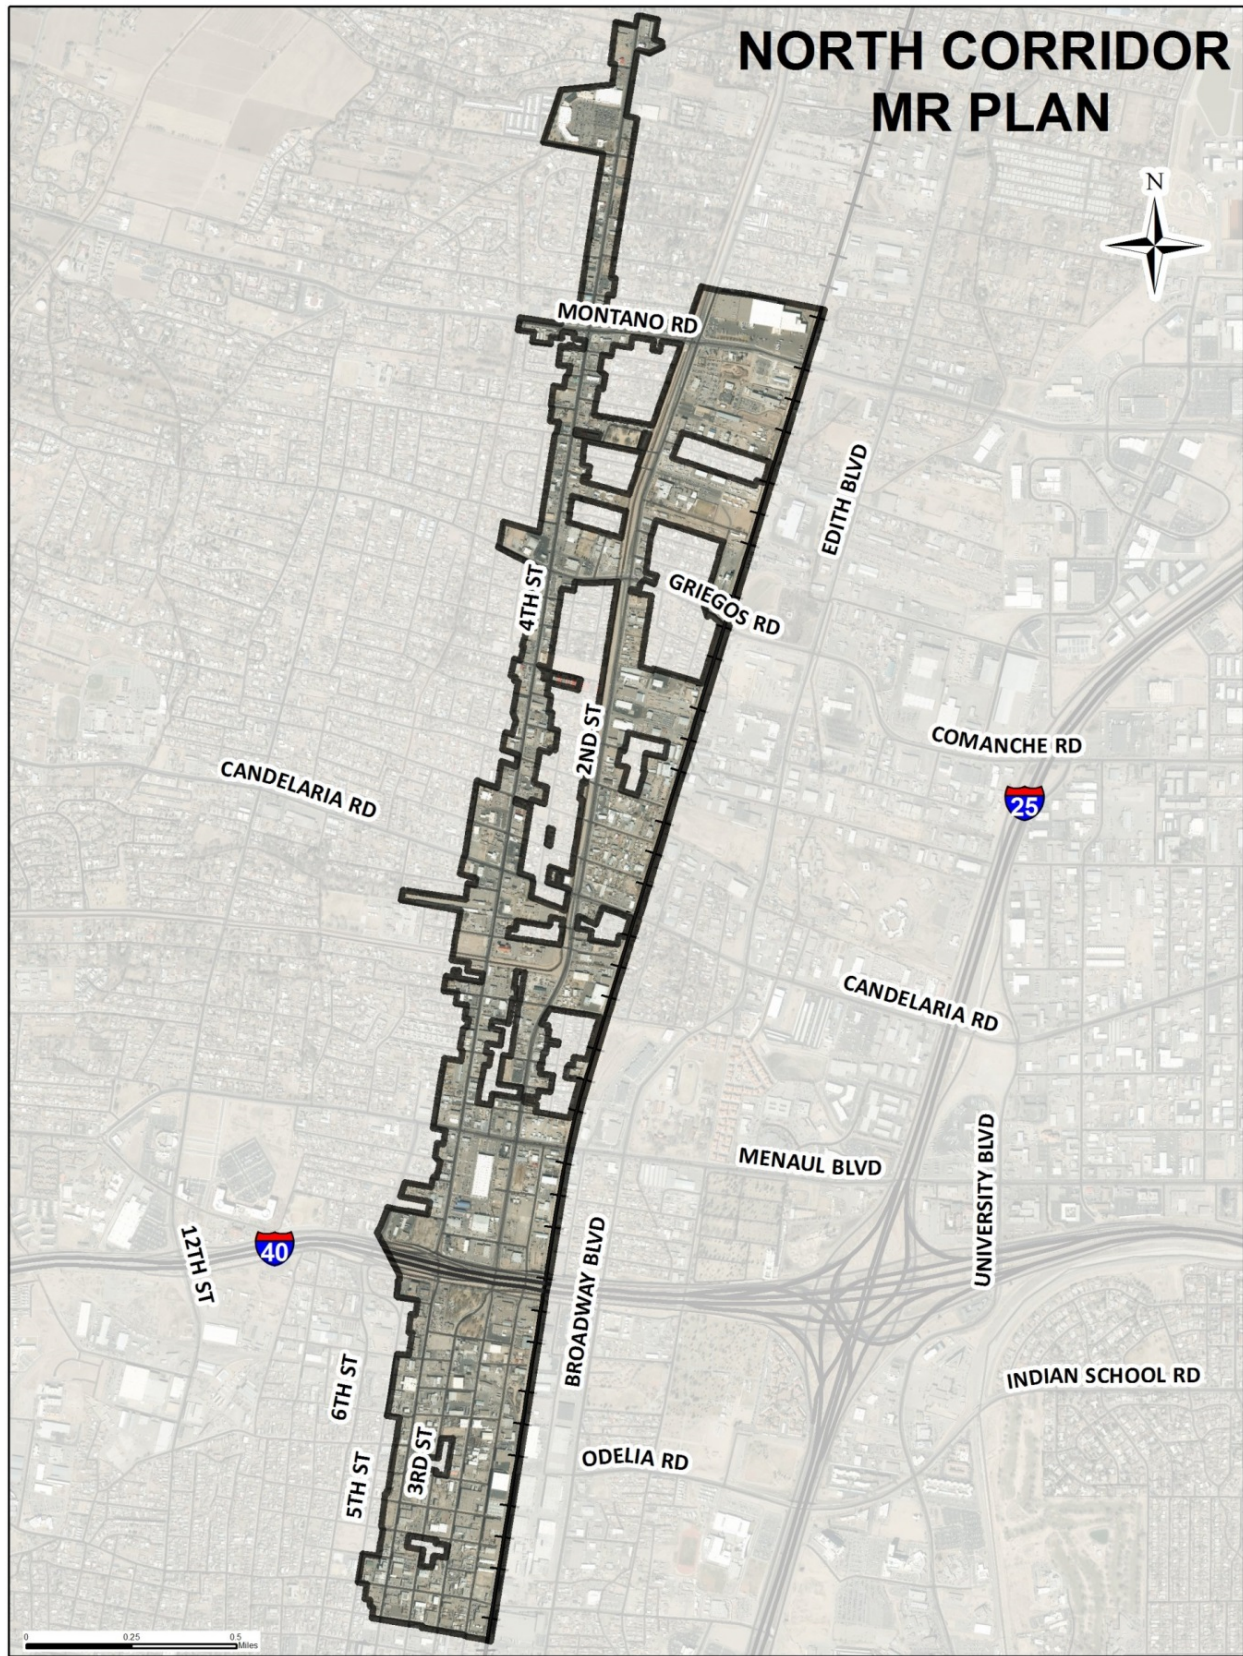 NORTH CORRIDOR
MR PLAN
N
MONTANO RD
EDITH BLVD
4TH ST
GRIEGOS RD
2ND ST
COMANCHE RD
CANDELARIA RD
25
CANDELARIA RD
MENAUL BLVD
UNIVERSITY BLVD
12TH ST
40
BROADWAY BLVD
6TH ST
INDIAN SCHOOL RD
3RD ST
ODELIA RD
5TH ST
0 0.25 0.5
Miles